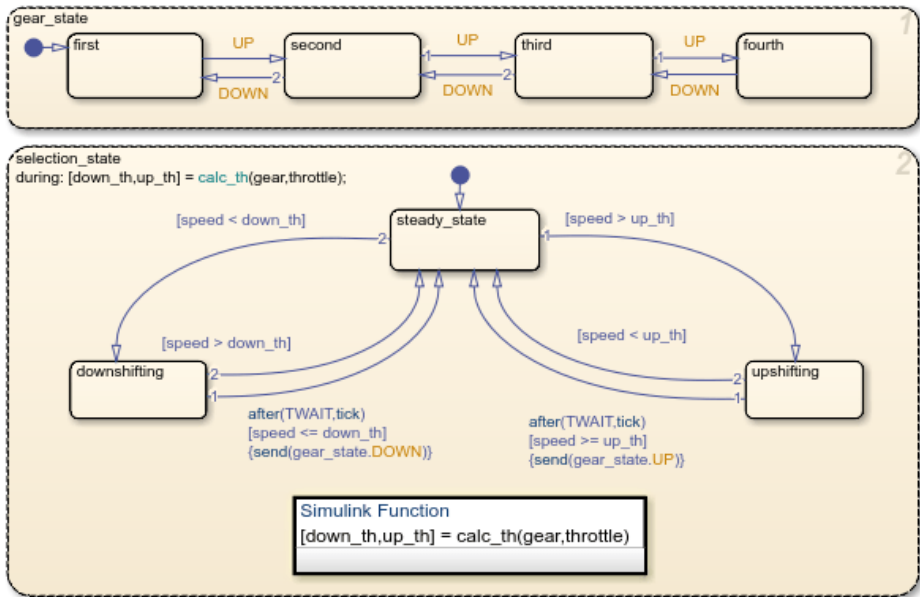 gear_state
1
first
UP
second
UP
third
UP
fourth
1
1
2
2
DOWN
DOWN
DOWN
selection_state
2
during: [down_th,up_th] = calc_th(gear,throttle);
[speed < down_th]
steady_state
[speed > up_th]
2
1
[speed > down_th]
[speed < up_th]
downshifting
2
1
upshifting
2
1
after(TWAIT,tick)
[speed <= down_th]
{send(gear_state.DOWN)}
after(TWAIT,tick)
[speed >= up_th]
{send(gear_state.UP)}
Simulink Function
[down_th,up_th] = calc_th(gear,throttle)